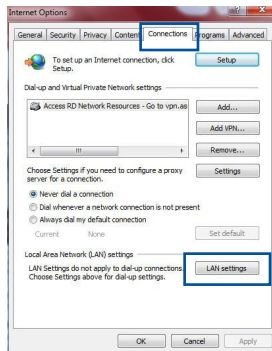 Internet Options
General Security Privacy Content Connections Programs Advanced
To set up an Internet connection, click
Setup.
Setup
Dial-up and Virtual Private Network settings
Access RD Network Resources - Go to vpn.as
Add...
Add VPN...
Remove...
Choose Settings if you need to configure a proxy
server for a connection.
Settings
Never dial a connection
Dial whenever a network connection is not present
Always dial my default connection
Current None
Set default
Local Area Network (LAN) settings
LAN Settings do not apply to dial-up connections.
Choose Settings above for dial-up settings.
LAN settings
OK Cancel Apply